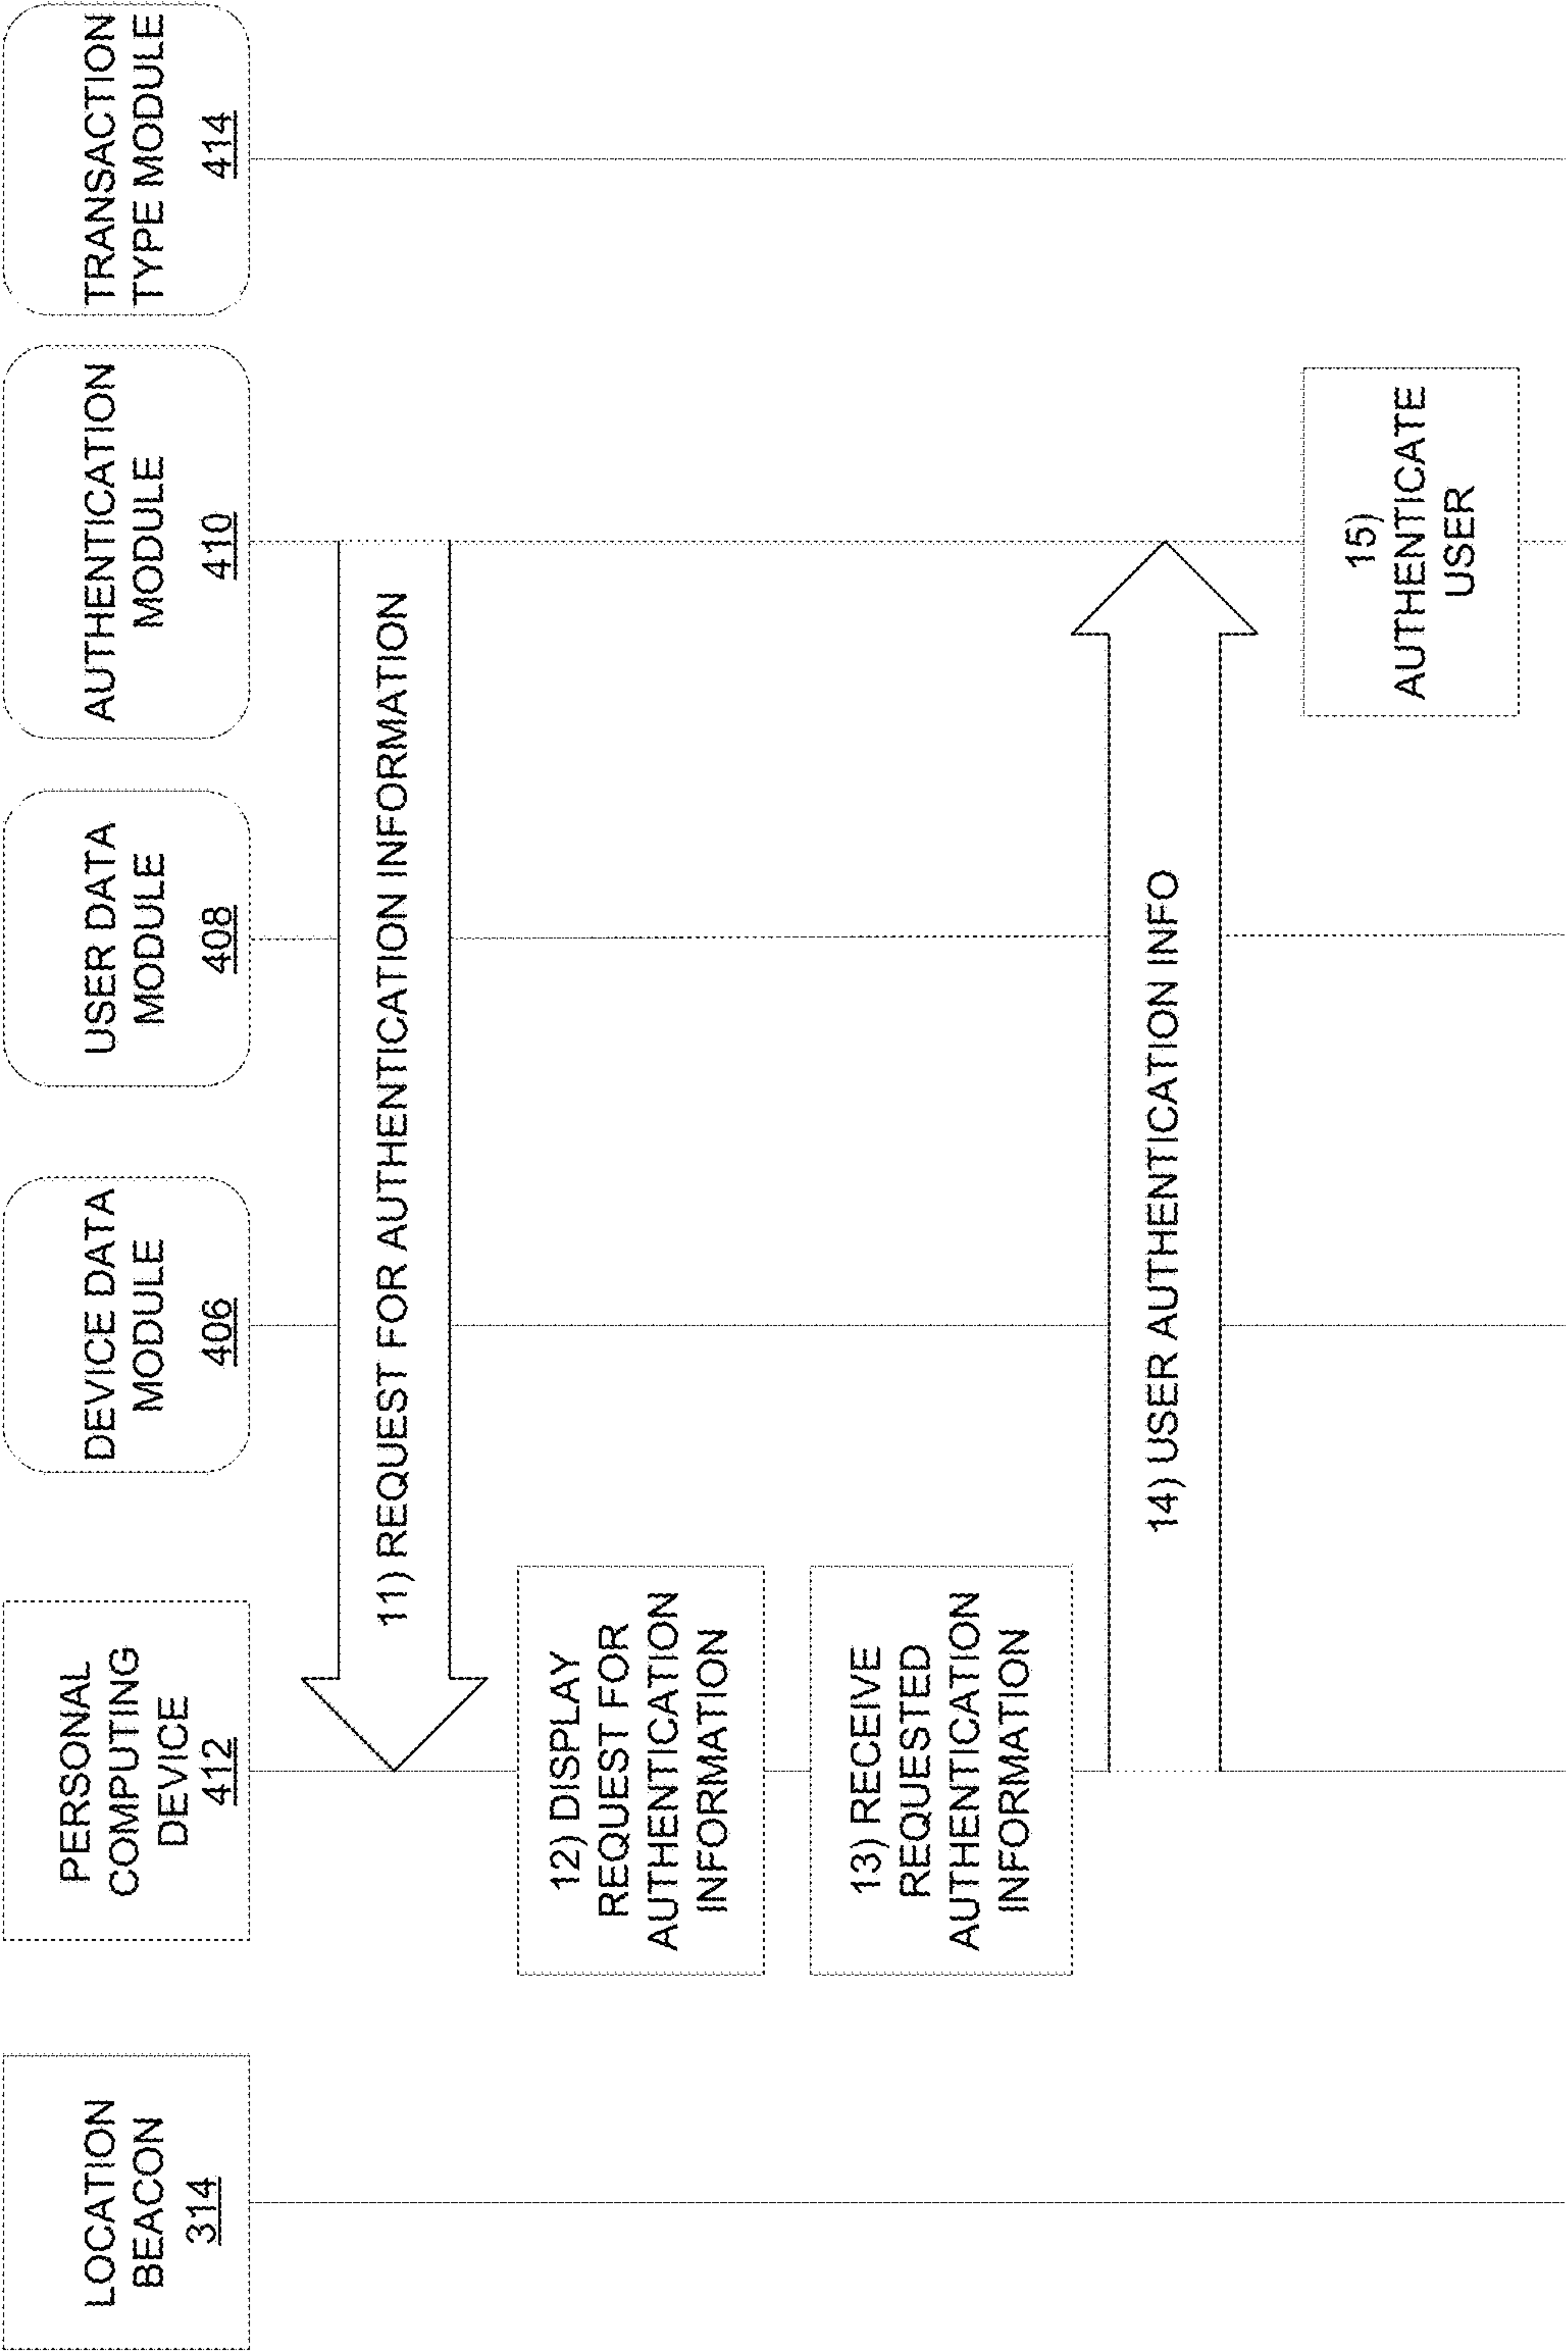 LOCATION
BEACON
314
PERSONAL
COMPUTING
DEVICE
412
DEVICE DATA
MODULE
406
USER DATA
MODULE
408
AUTHENTICATION
MODULE
410
TRANSACTION
TYPE MODULE
414
11) REQUEST FOR AUTHENTICATION INFORMATION
12) DISPLAY
REQUEST FOR
AUTHENTICATION
INFORMATION
13) RECEIVE
REQUESTED
AUTHENTICATION
INFORMATION
14) USER AUTHENTICATION INFO
15)
AUTHENTICATE
USER